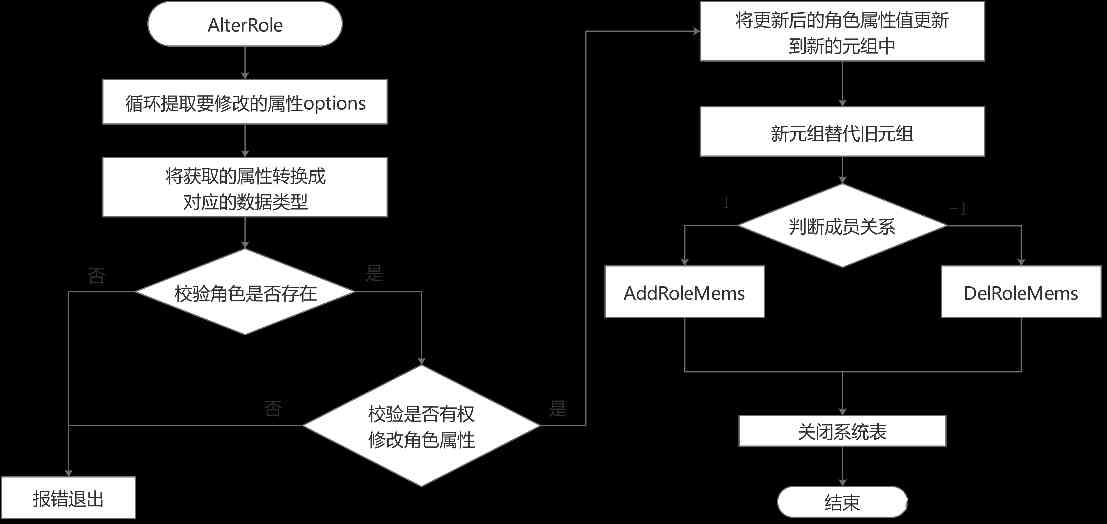 AlterRole
循环提取要修改的属性options
将获取的属性转换成
对应的数据类型
否
是
校验角色是否存在
否
是
校验是否有权
修改角色属性
报错退出
将更新后的角色属性值更新
到新的元组中
新元组替代旧元组
1
-1
判断成员关系
AddRoleMems
DelRoleMems
关闭系统表
结束